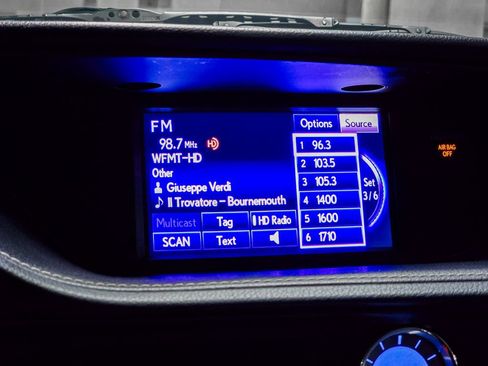 FM
Options Source
98.7 MHz HD
WFMT-HD
Other
Giuseppe Verdi
Il Trovatore – Bournemouth
Multicast Tag HD Radio
SCAN Text
1 96.3
2 103.5
3 105.3
4 1400
5 1600
6 1710
Set
3/6
AIR BAG
OFF